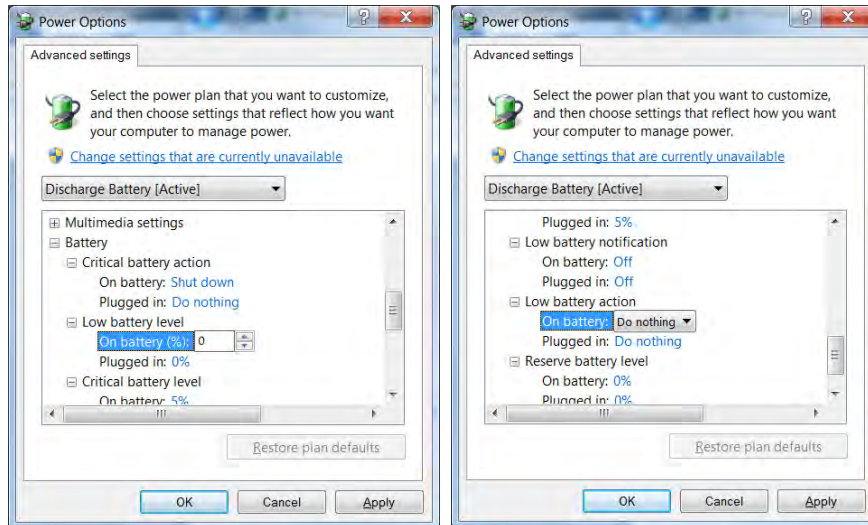 Power Options
Advanced settings
Select the power plan that you want to customize,
and then choose settings that reflect how you want
your computer to manage power.
Change settings that are currently unavailable
Discharge Battery [Active]
Multimedia settings
Battery
Critical battery action
On battery: Shut down
Plugged in: Do nothing
Low battery level
On battery (%): 0
Plugged in: 0%
Critical battery level
On battery: 5%
Restore plan defaults
OK Cancel Apply
Power Options
Advanced settings
Select the power plan that you want to customize,
and then choose settings that reflect how you want
your computer to manage power.
Change settings that are currently unavailable
Discharge Battery [Active]
Plugged in: 5%
Low battery notification
On battery: Off
Plugged in: Off
Low battery action
On battery: Do nothing
Plugged in: Do nothing
Reserve battery level
On battery: 0%
Plugged in: 0%
Restore plan defaults
OK Cancel Apply